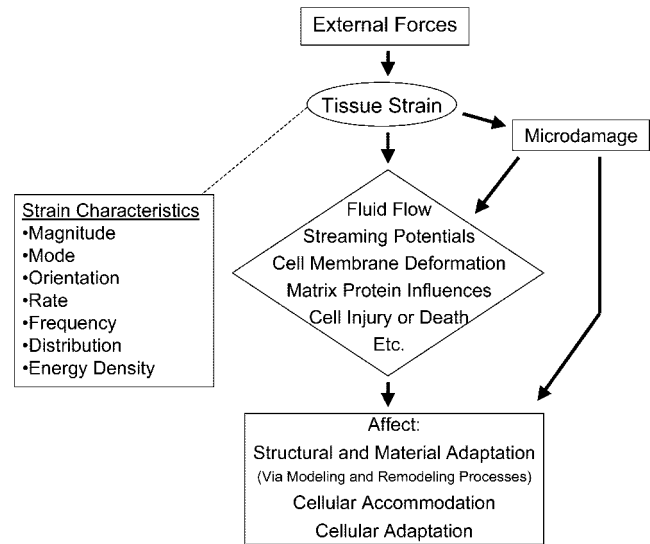 External Forces
Tissue Strain
Microdamage
Strain Characteristics
•Magnitude
•Mode
•Orientation
•Rate
•Frequency
•Distribution
•Energy Density
Fluid Flow
Streaming Potentials
Cell Membrane Deformation
Matrix Protein Influences
Cell Injury or Death
Etc.
Affect:
Structural and Material Adaptation
(Via Modeling and Remodeling Processes)
Cellular Accommodation
Cellular Adaptation